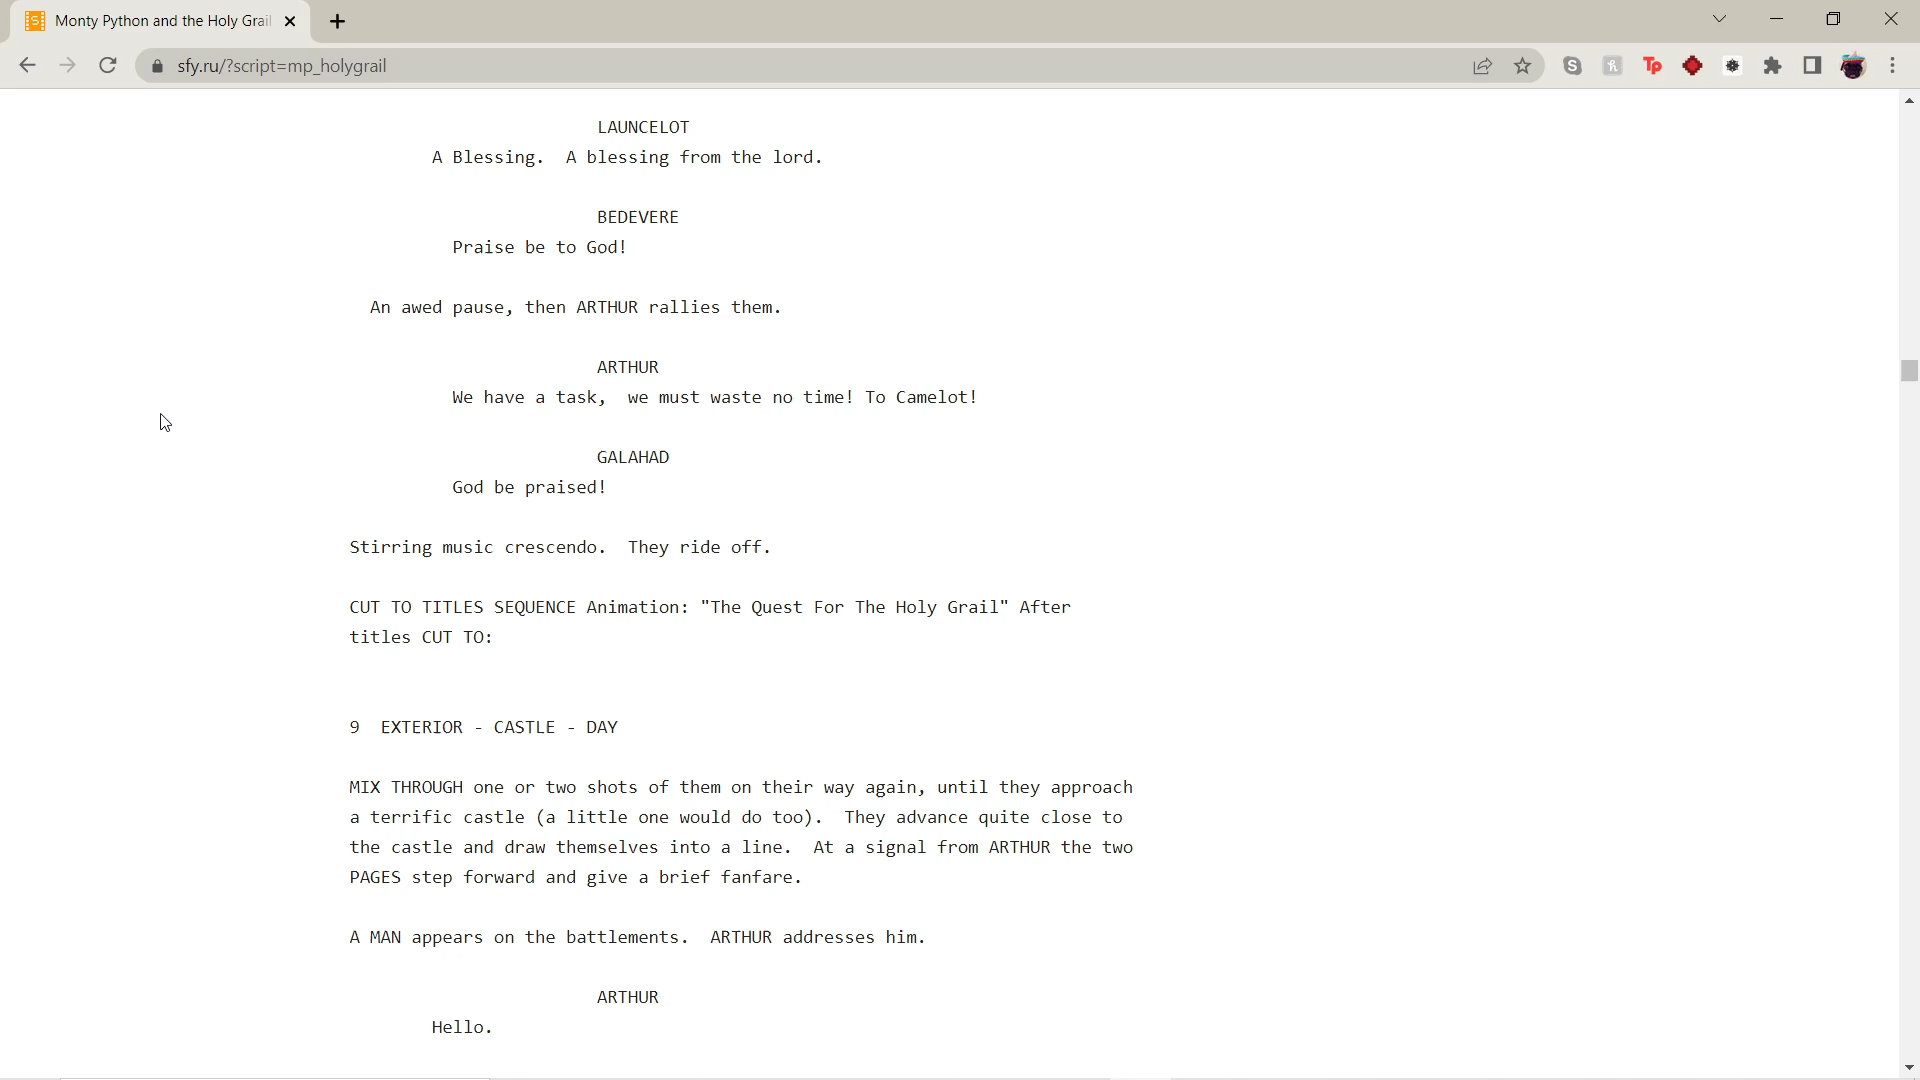 Monty Python and the Holy Grail
sfy.ru/?script=mp_holygrail
LAUNCELOT
A Blessing.  A blessing from the lord.
BEDEVERE
Praise be to God!
An awed pause, then ARTHUR rallies them.
ARTHUR
We have a task,  we must waste no time! To Camelot!
GALAHAD
God be praised!
Stirring music crescendo.  They ride off.
CUT TO TITLES SEQUENCE Animation: "The Quest For The Holy Grail" After
titles CUT TO:
9  EXTERIOR - CASTLE - DAY
MIX THROUGH one or two shots of them on their way again, until they approach
a terrific castle (a little one would do too).  They advance quite close to
the castle and draw themselves into a line.  At a signal from ARTHUR the two
PAGES step forward and give a brief fanfare.
A MAN appears on the battlements.  ARTHUR addresses him.
ARTHUR
Hello.